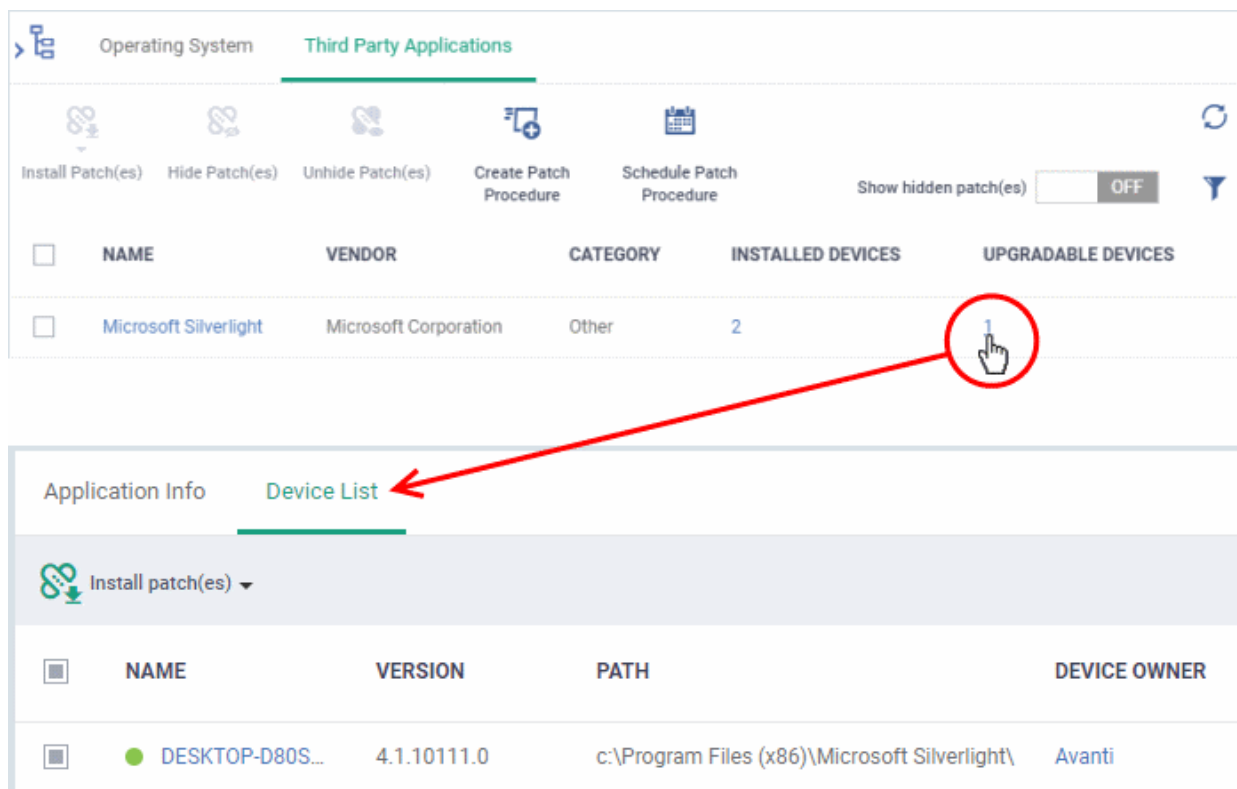 Operating System Third Party Applications
Install Patch(es) Hide Patch(es) Unhide Patch(es) Create Patch Procedure Schedule Patch Procedure Show hidden patch(es) OFF
NAME VENDOR CATEGORY INSTALLED DEVICES UPGRADABLE DEVICES
Microsoft Silverlight Microsoft Corporation Other 2 1
Application Info Device List
Install patch(es)
NAME VERSION PATH DEVICE OWNER
DESKTOP-D80S... 4.1.10111.0 c:\Program Files (x86)\Microsoft Silverlight\ Avanti